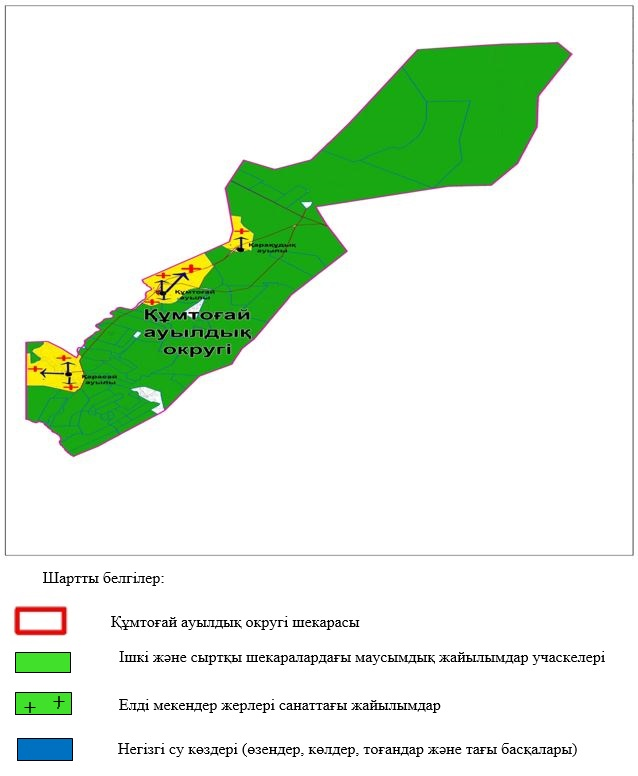 Қарақұдық
ауылы
Құмтоғай
ауылы
Құмтоғай
ауылдық
округі
ауылы
Шартты белгілер:
Құмтоғай ауылдық округі шекарасы
Ішкі және сыртқы шекаралардағы маусымдық жайылымдар учаскелері
Елді мекендер жерлері санаттағы жайылымдар
Негізгі су көздері (өзендер, көлдер, тоғандар және тағы басқалары)